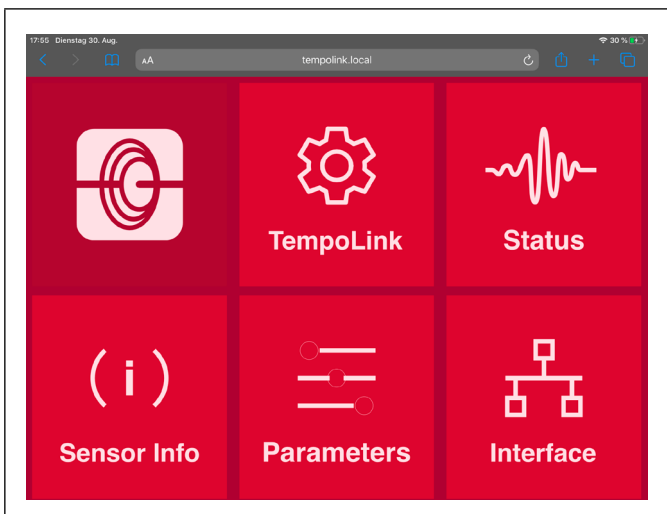 17:55 Dienstag 30. Aug.
30 %
AA
tempolink.local
TempoLink
Status
( i )
Sensor Info
Parameters
Interface